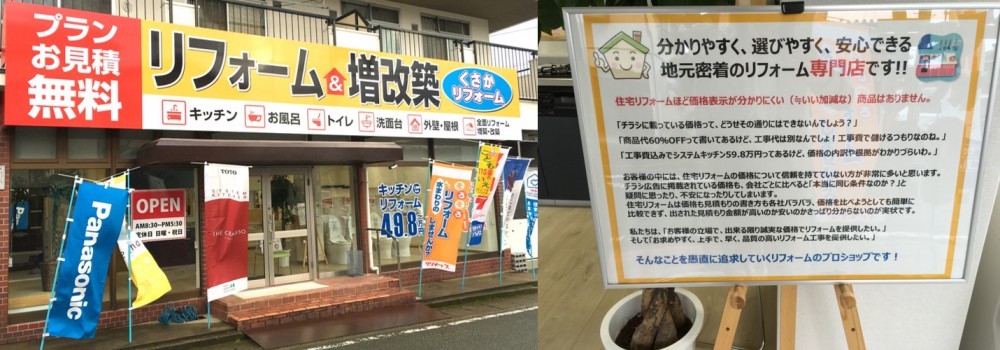 プラン
お見積
無料
リフォーム&増改築
くさか
リフォーム
キッチン
お風呂
トイレ
洗面台
外壁・屋根
全面リフォーム
増築・改築
TOTO
OPEN
AM8:30~PM5:30
定休日 日曜・祝日
Panasonic
キッチン
リフォーム
49.8
分かりやすく、選びやすく、安心できる
地元密着のリフォーム専門店です!!
住宅リフォームほど価格表示が分かりにくい(≒いい加減な)商品はありません。
「チラシに載っている価格って、どうせその通りにはできないんでしょう?」
「商品代60%OFFって書いてあるけど、工事代は別なんでしょ!工事費で儲けるつもりなのね。」
「工事費込みでシステムキッチン59.8万円ってあるけど、価格の内訳や根拠がわかりづらいわ。」
お客様の中には、住宅リフォームの価格について信頼を持てていない方が非常に多いと思います。
チラシ広告に掲載されている価格も、会社ごとに比べると「本当に同じ条件なのか?」と
疑問に思ったり、不安になったりしてしまいます。
住宅リフォームは価格も見積もりの書き方も各社バラバラ、価格を比べようとしても簡単に
比較できず、出された見積もり金額が高いのか安いのかさっぱり分からないのが実状です。
私たちは、「お客様の立場で、出来る限り誠実な価格でリフォームを提供したい。」
そして「お求めやすく、上手で、早く、品質の高いリフォーム工事を提供したい。」
そんなことを愚直に追求していくリフォームのプロショップです!